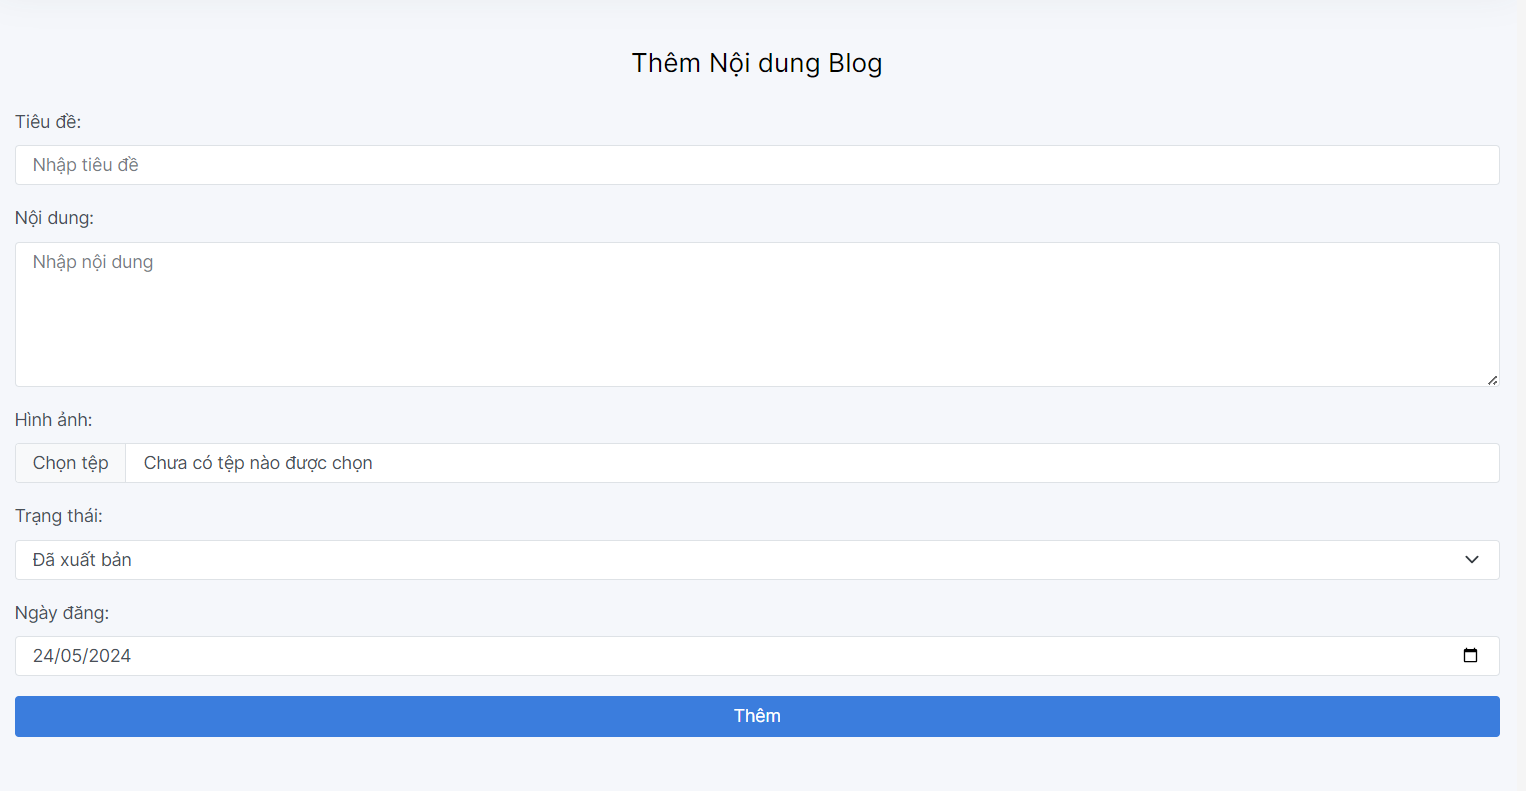 Thêm Nội dung Blog
Tiêu đề:
Nhập tiêu đề
Nội dung:
Nhập nội dung
Hình ảnh:
Chọn tệp Chưa có tệp nào được chọn
Trạng thái:
Đã xuất bản
Ngày đăng:
24/05/2024
Thêm